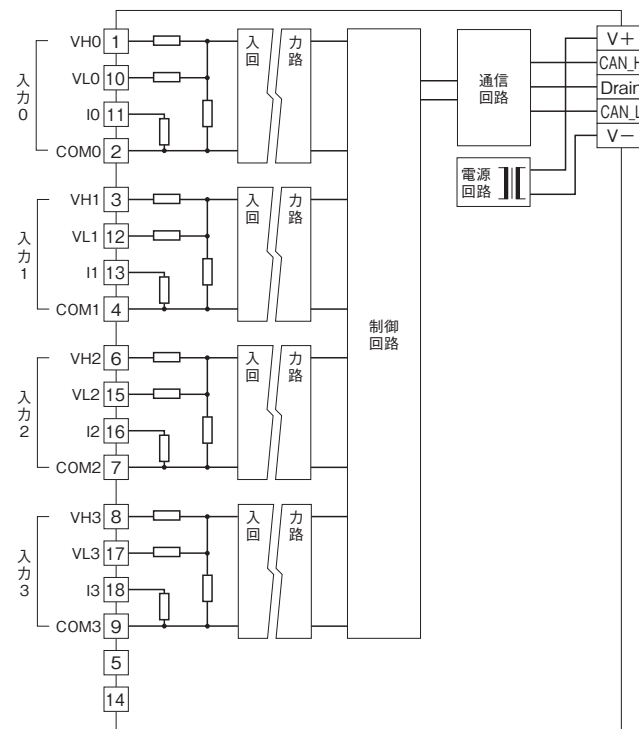 入力0
VH0 1
VL0 10
I0 11
COM0 2
入力
回路
入力1
VH1 3
VL1 12
I1 13
COM1 4
入力
回路
入力2
VH2 6
VL2 15
I2 16
COM2 7
入力
回路
入力3
VH3 8
VL3 17
I3 18
COM3 9
入力
回路
5
14
制御
回路
通信
回路
電源
回路
V+
CAN_H
Drain
CAN_L
V−